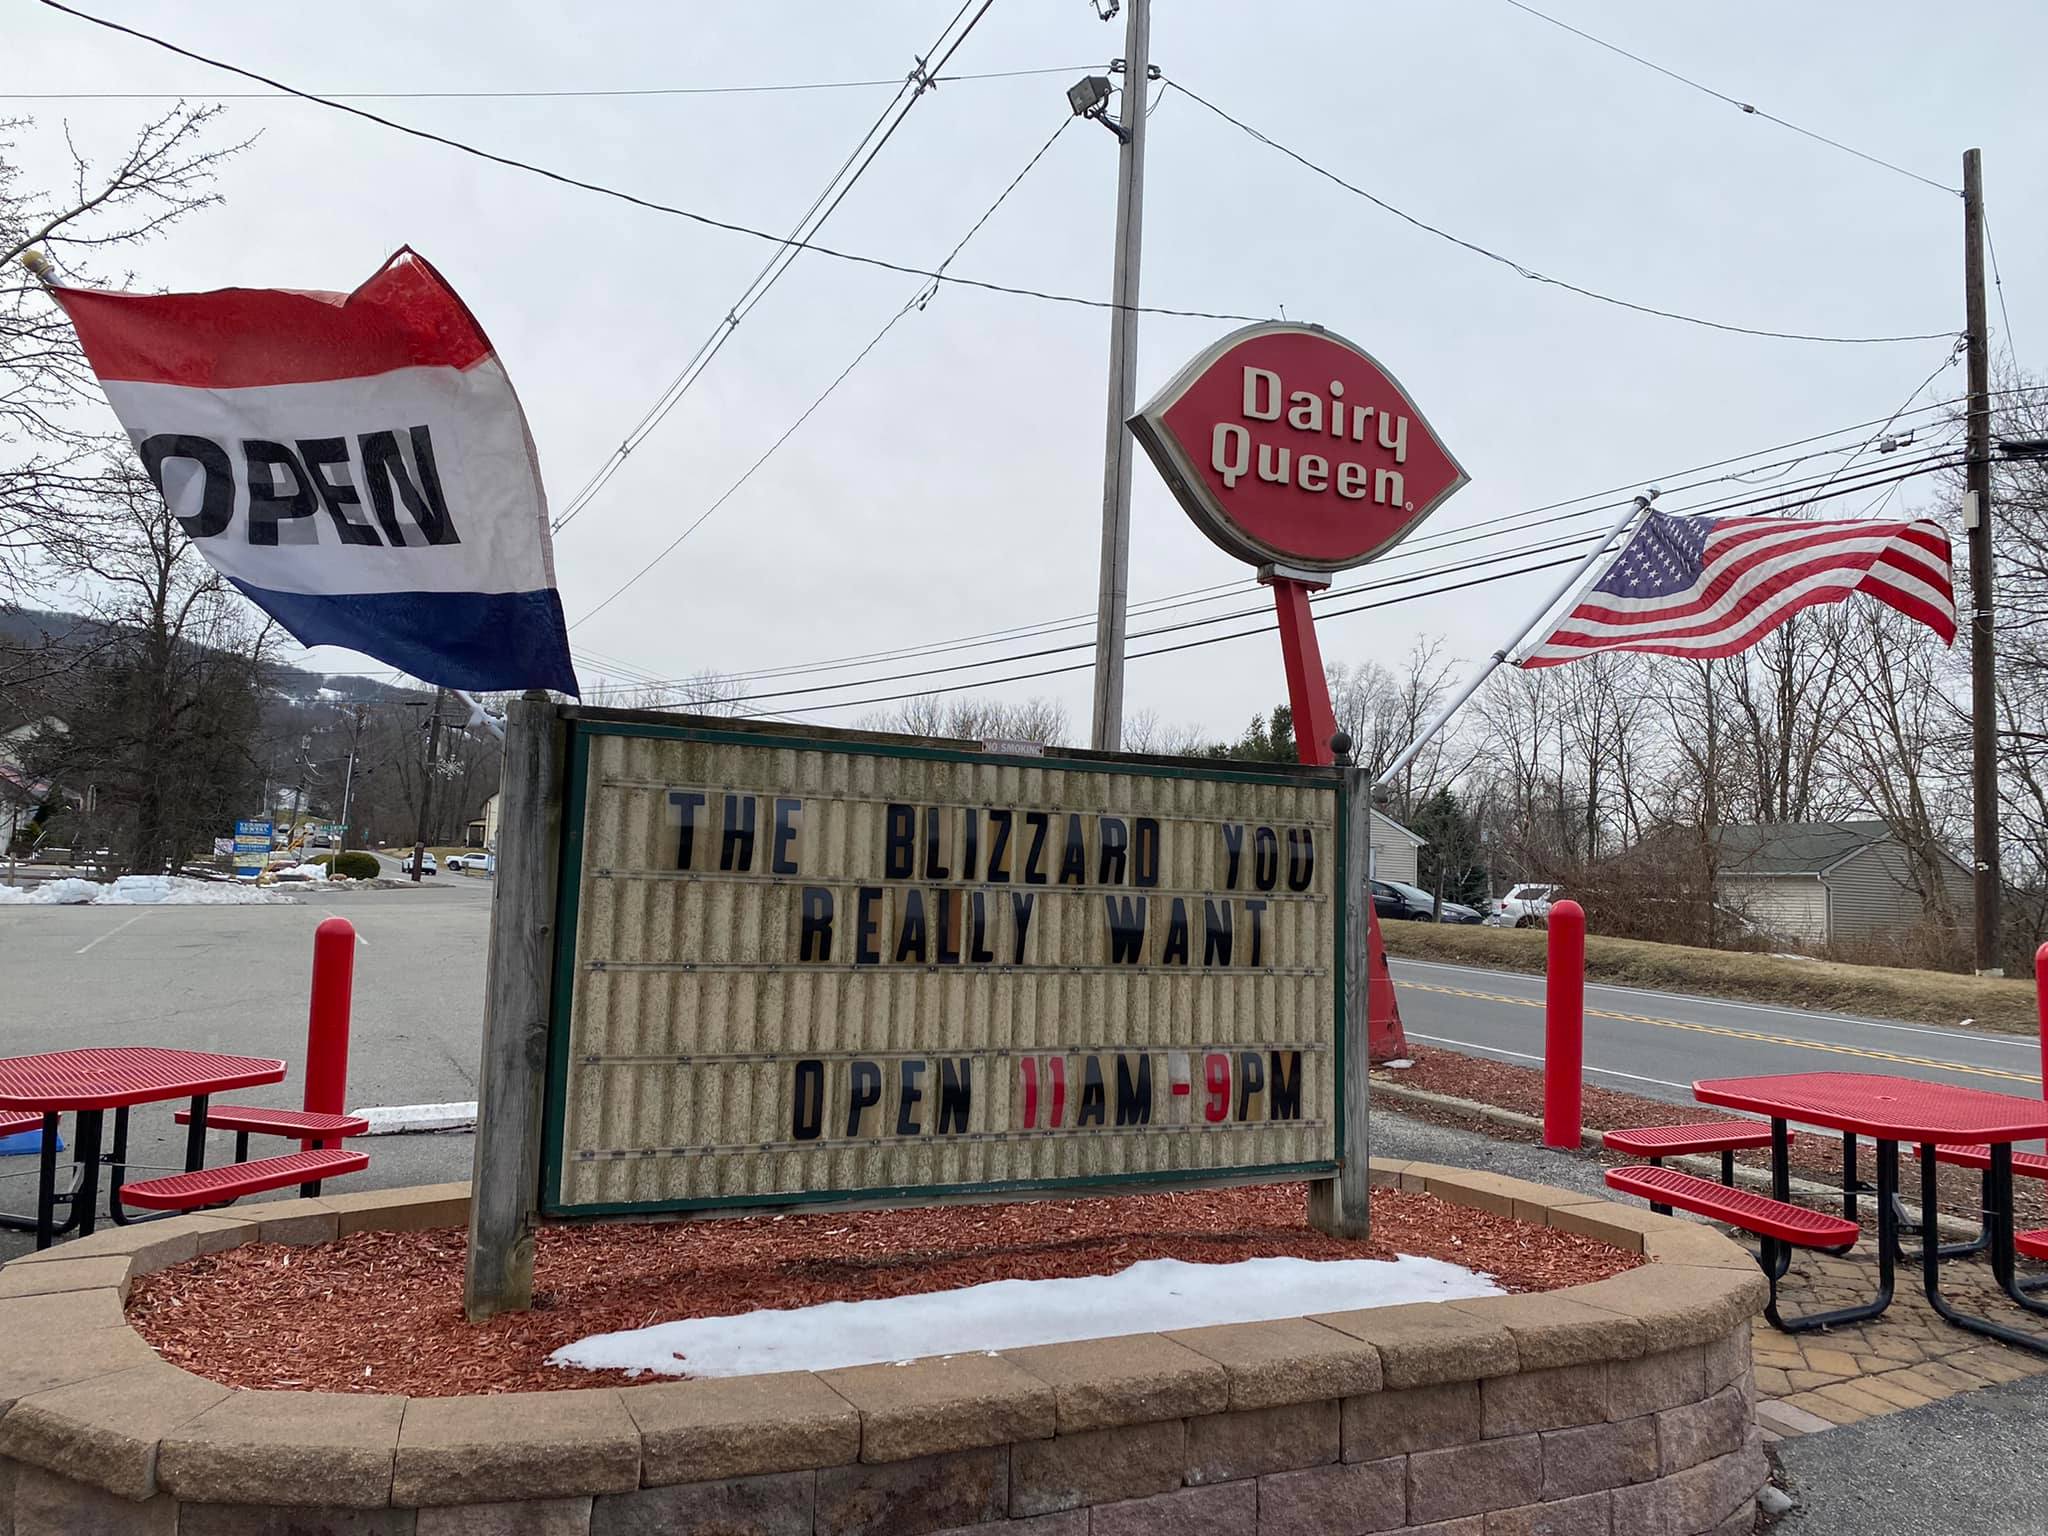 OPEN
Dairy
Queen
NO SMOKING
THE BLIZZARD YOU
REALLY WANT
OPEN 11AM-9PM